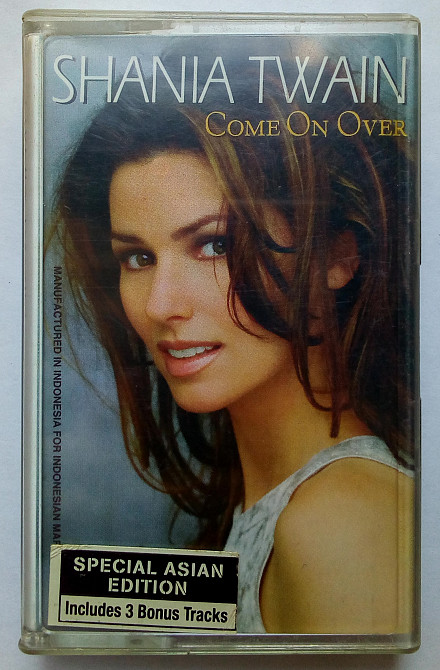 SHANIA TWAIN
COME ON OVER
MANUFACTURED IN INDONESIA FOR INDONESIAN
SPECIAL ASIAN
EDITION
Includes 3 Bonus Tracks